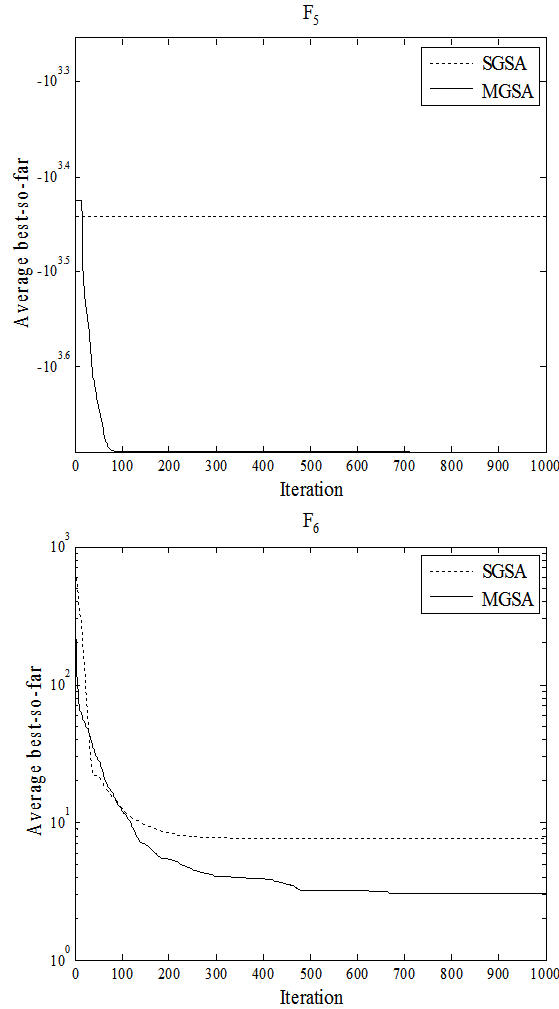 F5
SGSA
MGSA
-10^3.3
-10^3.4
-10^3.5
-10^3.6
Average best-so-far
0 100 200 300 400 500 600 700 800 900 1000
Iteration
F6
SGSA
MGSA
10^3
10^2
10^1
10^0
Average best-so-far
0 100 200 300 400 500 600 700 800 900 1000
Iteration